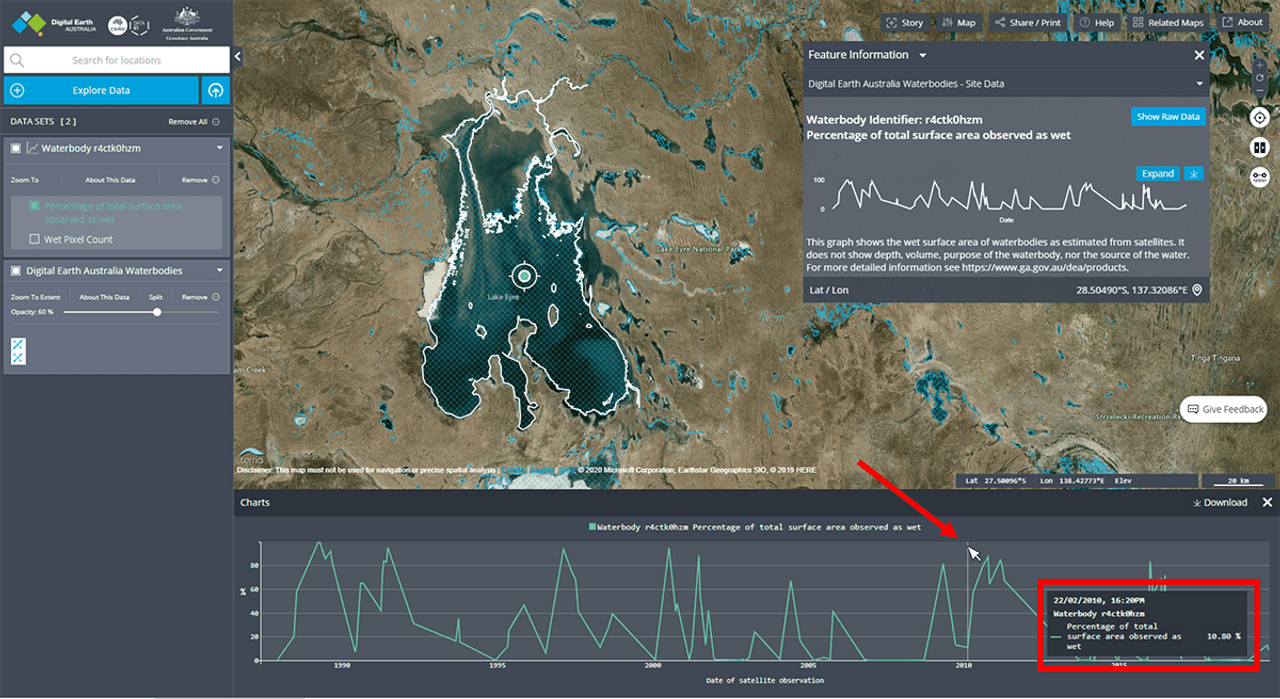 Digital Earth
AUSTRALIA
CSIRO
Australian Government
Geoscience Australia
Story
Map
Share / Print
Help
Related Maps
About
Search for locations
Explore Data
DATA SETS [ 2 ]
Remove All
Waterbody r4ctk0hzm
Zoom To
About This Data
Remove
Percentage of total surface area
observed as wet
Wet Pixel Count
Digital Earth Australia Waterbodies
Zoom To Extent
About This Data
Split
Remove
Opacity: 60 %
Feature Information
Digital Earth Australia Waterbodies - Site Data
Waterbody Identifier: r4ctk0hzm
Percentage of total surface area observed as wet
Show Raw Data
Expand
100
0
Date
This graph shows the wet surface area of waterbodies as estimated from satellites. It
does not show depth, volume, purpose of the waterbody, nor the source of the water.
For more detailed information see https://www.ga.gov.au/dea/products.
Lat / Lon
28.50490°S, 137.32086°E
Lake Eyre National Park
Lake Eyre
am Creek
Tinga Tingana
Strzelecki Recreation Re
Give Feedback
terria
Disclaimer: This map must not be used for navigation or precise spatial analysis
© 2020 Microsoft Corporation, Earthstar Geographics SIO, © 2019 HERE
Lat 27.50096°S Lon 138.42773°E Elev
20 km
Charts
Download
Waterbody r4ctk0hzm Percentage of total surface area observed as wet
%
80
60
40
20
0
1990
1995
2000
2005
2010
2015
Date of satellite observation
22/02/2010, 16:20PM
Waterbody r4ctk0hzm
Percentage of total
surface area observed as
wet
10.80 %